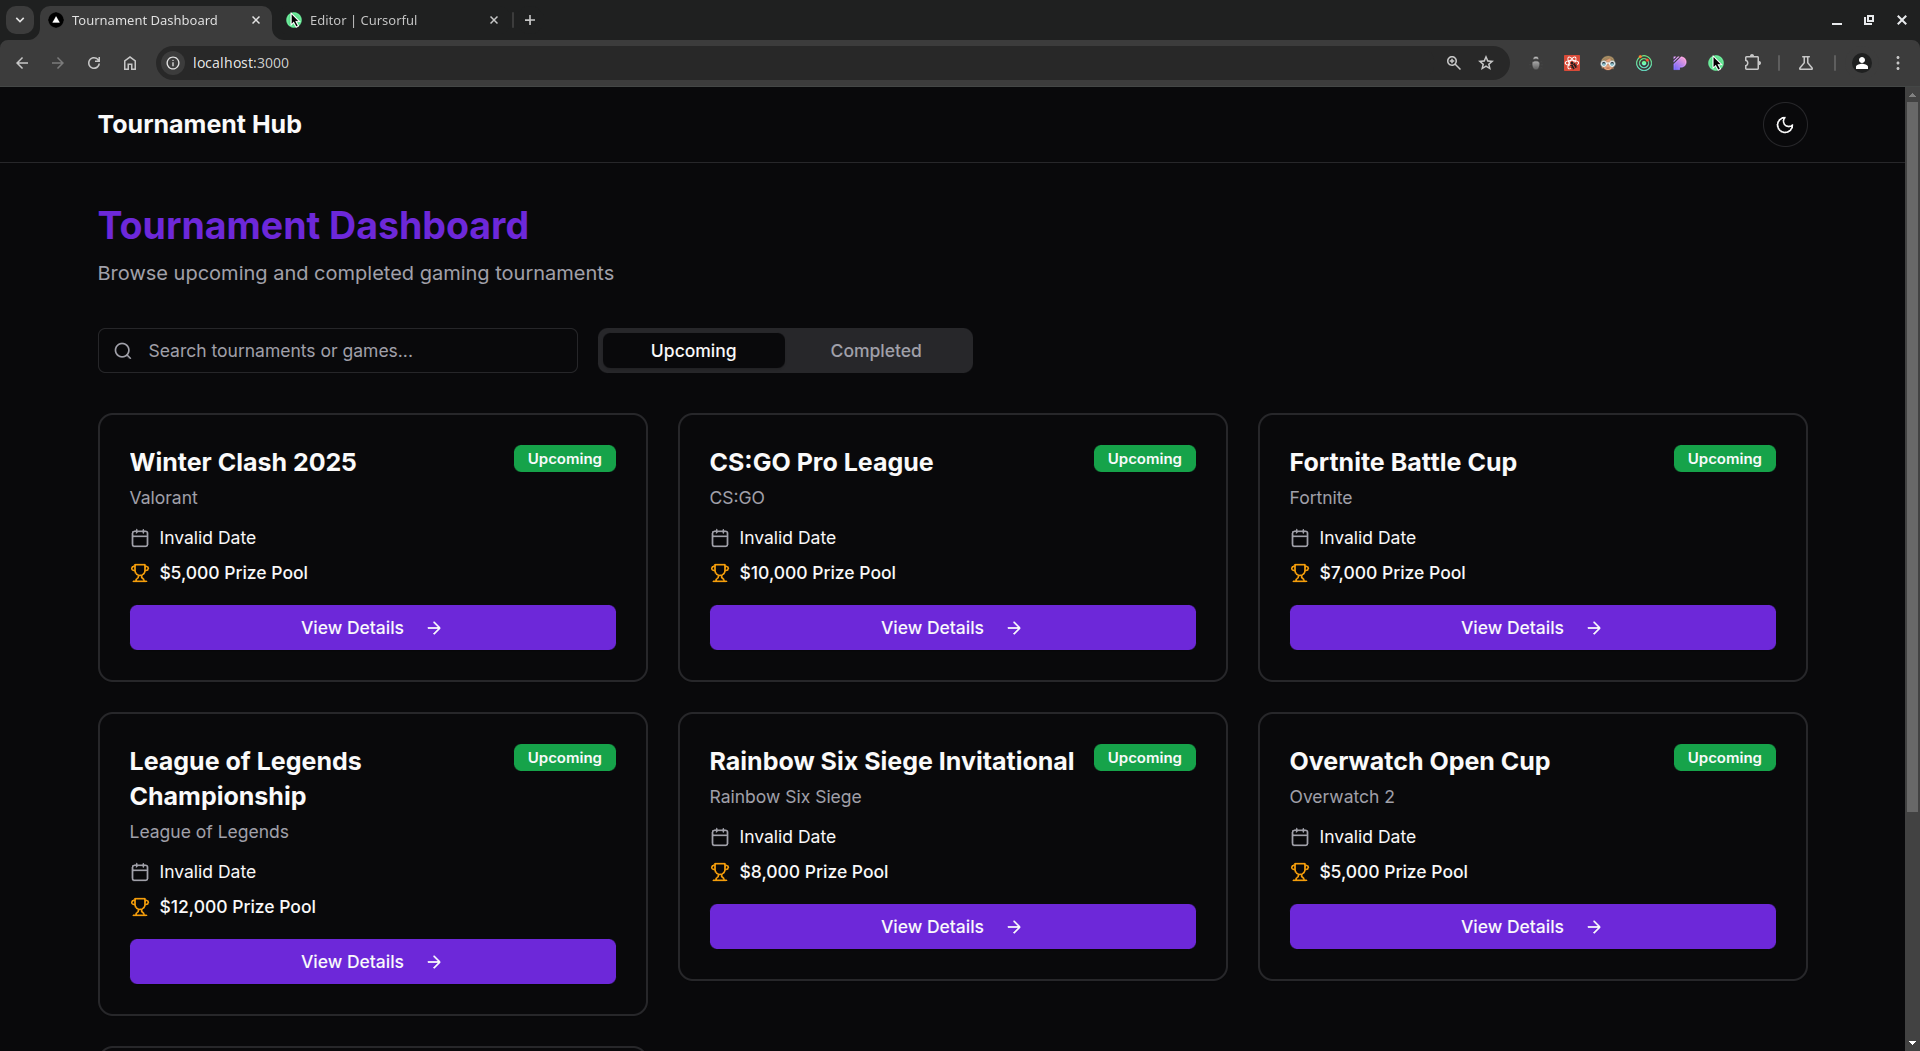 Tournament Dashboard
Editor | Cursorful
localhost:3000
Tournament Hub
Tournament Dashboard
Browse upcoming and completed gaming tournaments
Search tournaments or games...
Upcoming
Completed
Winter Clash 2025
Upcoming
Valorant
Invalid Date
$5,000 Prize Pool
View Details
CS:GO Pro League
Upcoming
CS:GO
Invalid Date
$10,000 Prize Pool
View Details
Fortnite Battle Cup
Upcoming
Fortnite
Invalid Date
$7,000 Prize Pool
View Details
League of Legends
Championship
Upcoming
League of Legends
Invalid Date
$12,000 Prize Pool
View Details
Rainbow Six Siege Invitational
Upcoming
Rainbow Six Siege
Invalid Date
$8,000 Prize Pool
View Details
Overwatch Open Cup
Upcoming
Overwatch 2
Invalid Date
$5,000 Prize Pool
View Details